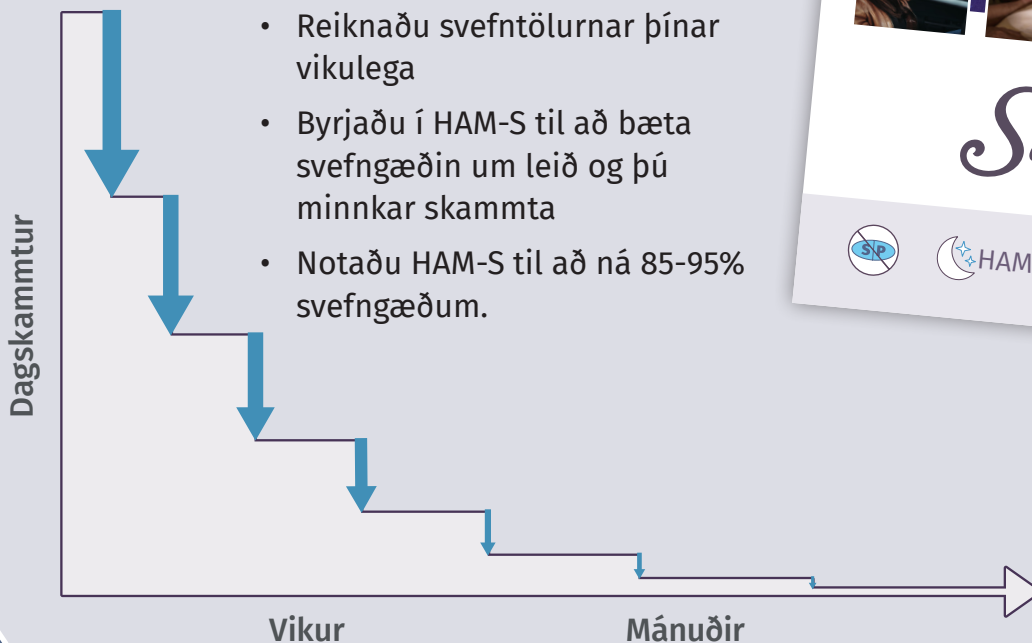 • Reiknaðu svefntölurnar þínar
vikulega
• Byrjaðu í HAM-S til að bæta
svefngæðin um leið og þú
minnkar skammta
• Notaðu HAM-S til að ná 85-95%
svefngæðum.
SP
HAM
Dagskammtur
Vikur
Mánuðir